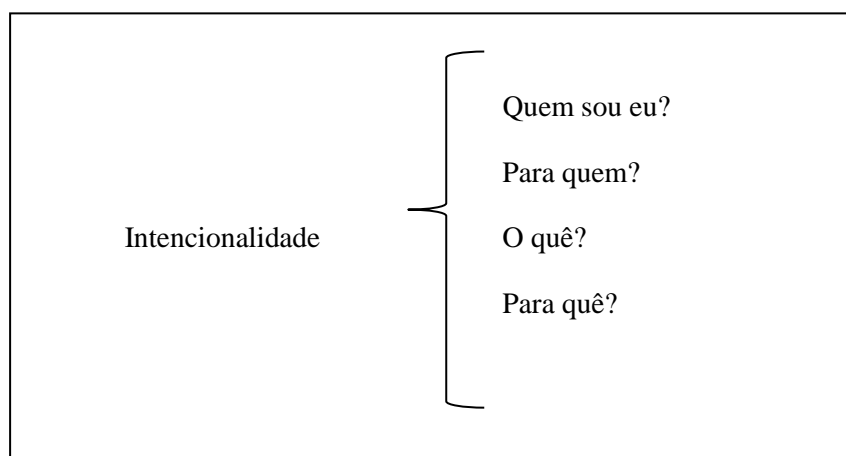 Quem sou eu?
Para quem?
Intencionalidade
O quê?
Para quê?